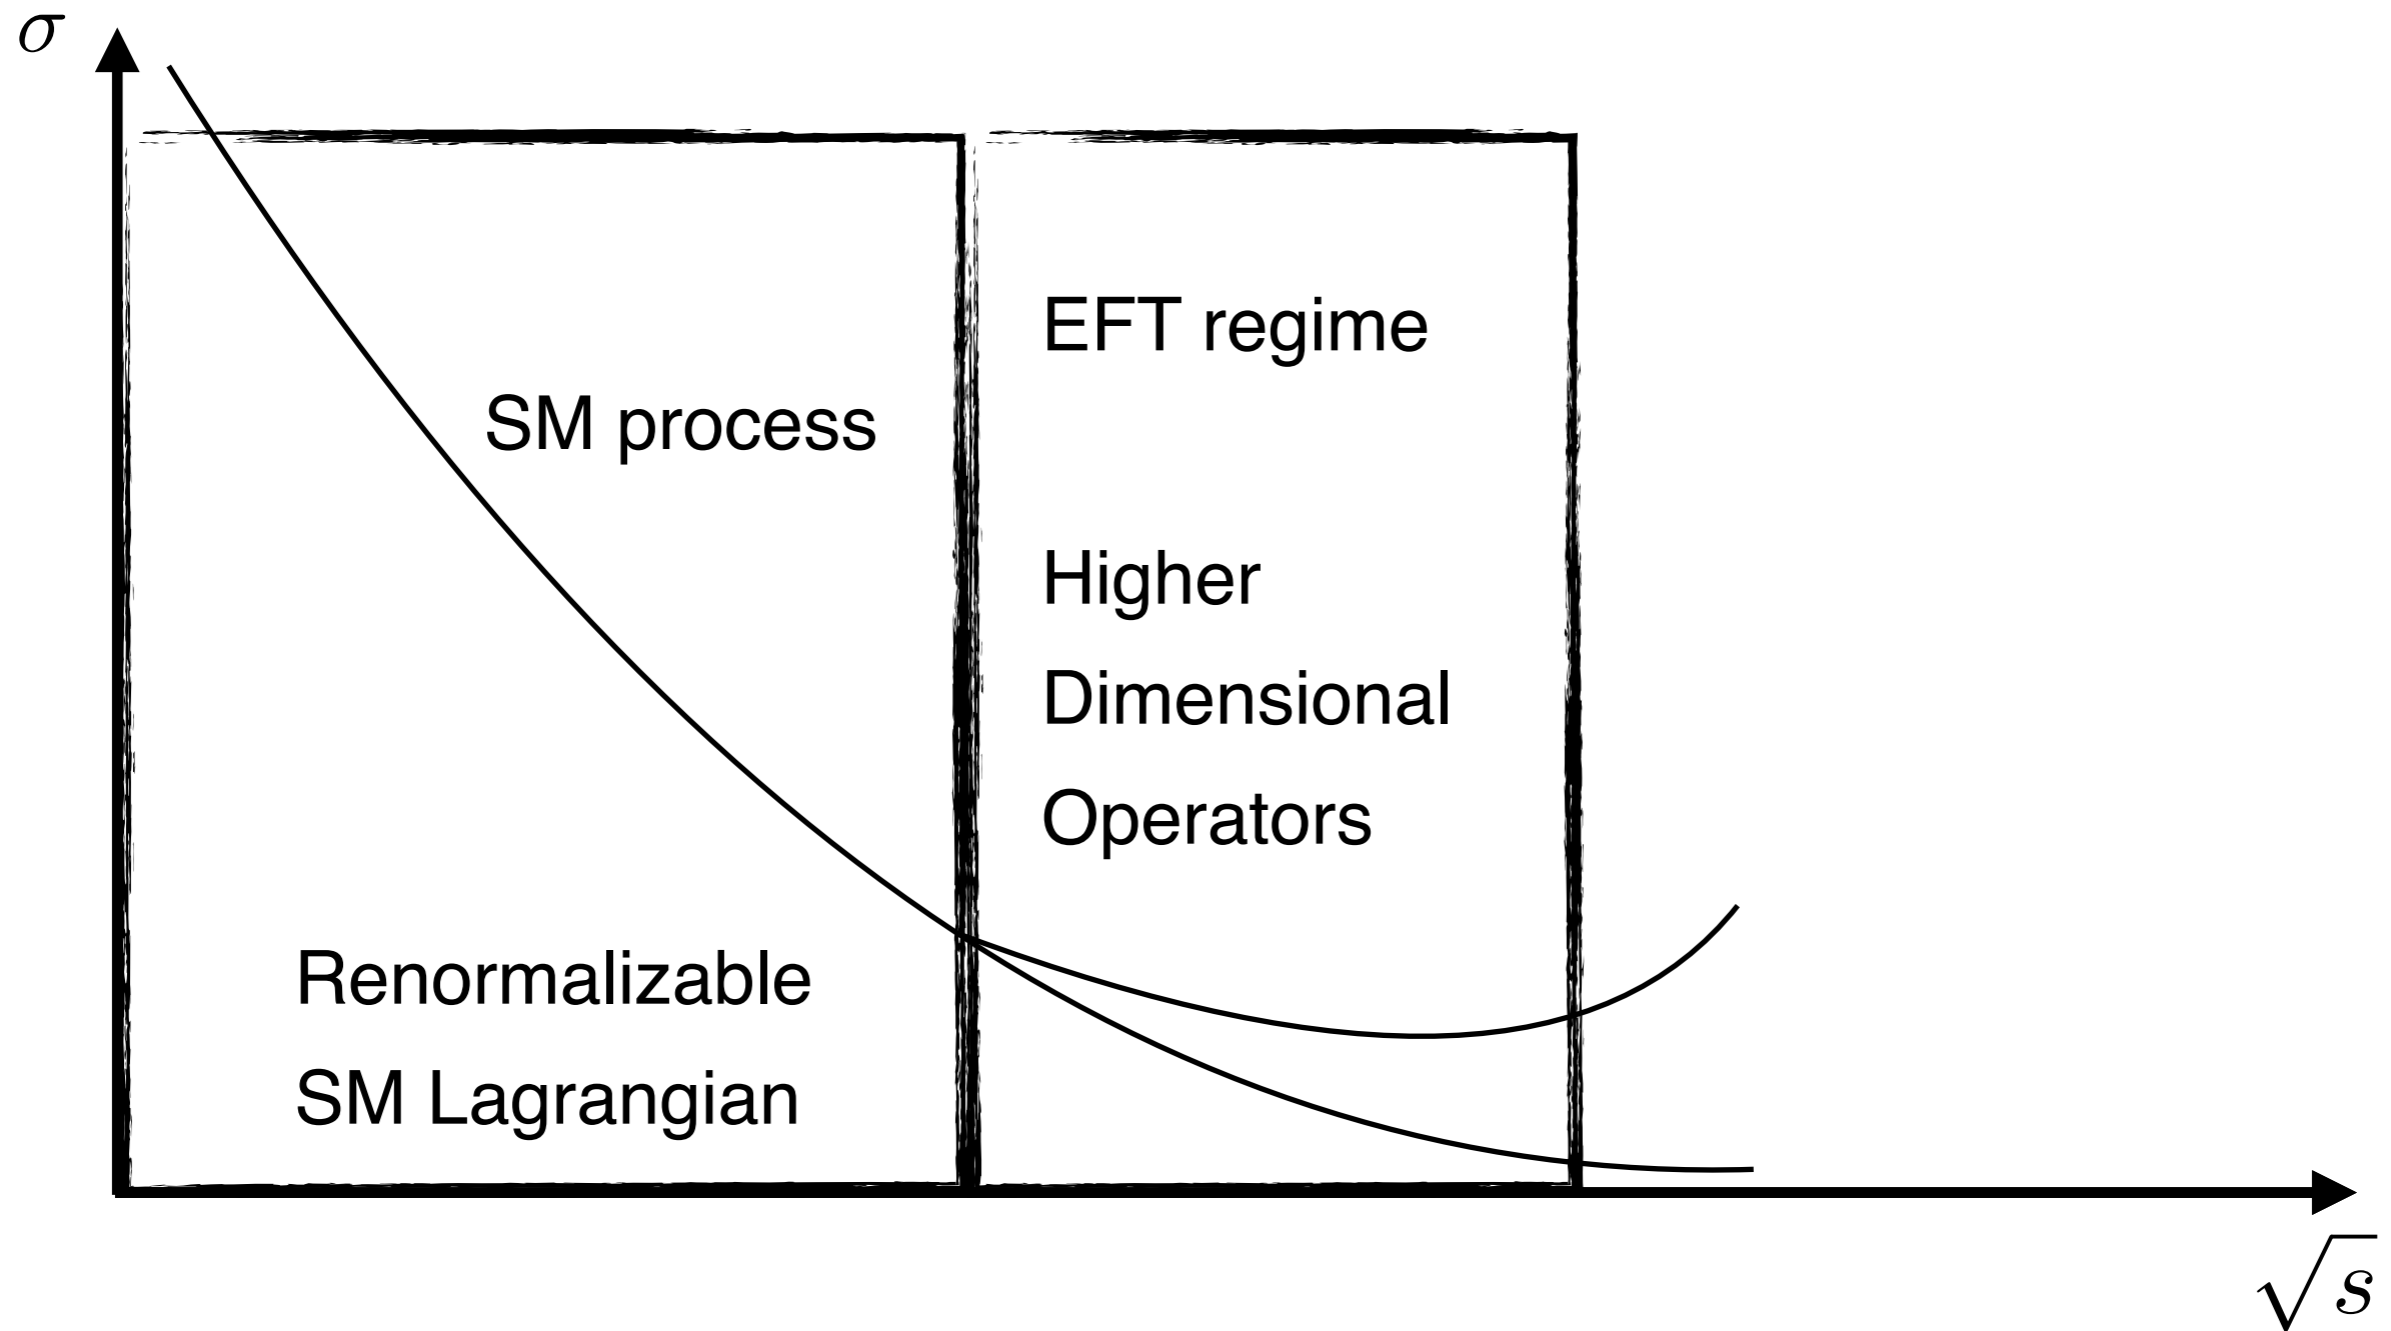 σ
EFT regime
SM process
Higher
Dimensional
Operators
Renormalizable
SM Lagrangian
√s